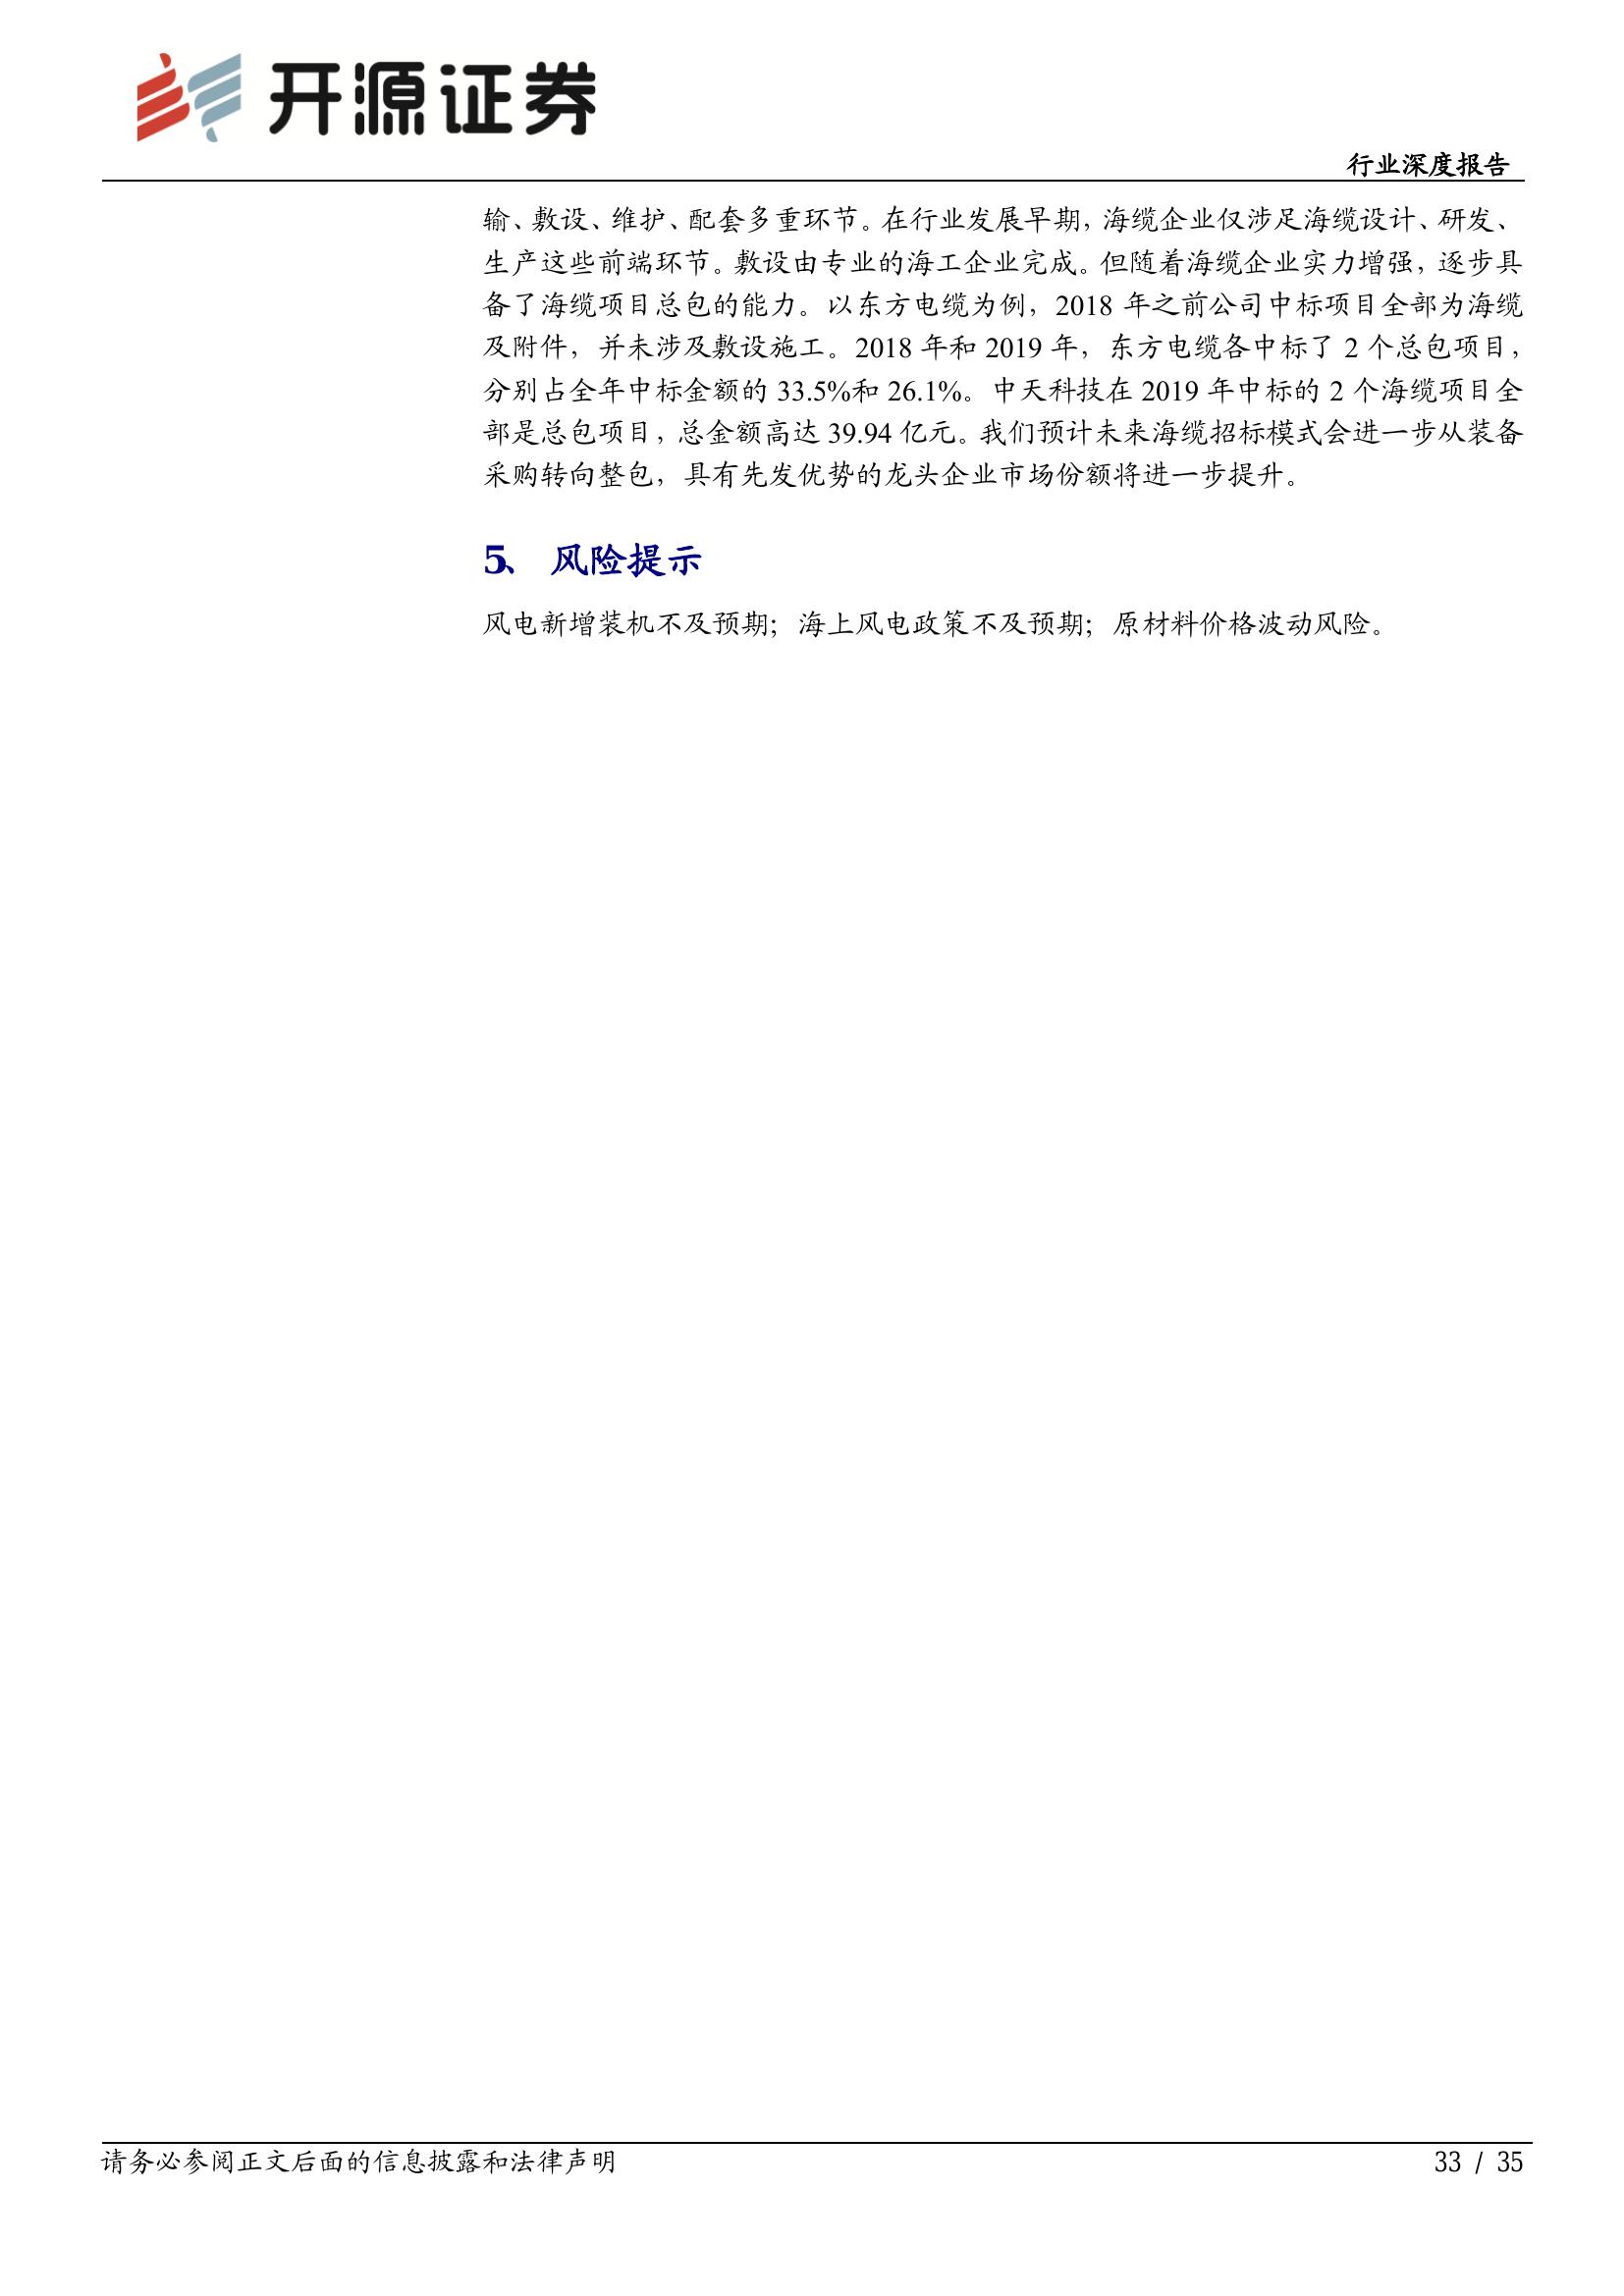 开源证券
行业深度报告
输、敷设、维护、配套多重环节。在行业发展早期，海缆企业仅涉足海缆设计、研发、
生产这些前端环节。敷设由专业的海工企业完成。但随着海缆企业实力增强，逐步具
备了海缆项目总包的能力。以东方电缆为例，2018 年之前公司中标项目全部为海缆
及附件，并未涉及敷设施工。2018 年和 2019 年，东方电缆各中标了 2 个总包项目，
分别占全年中标金额的 33.5%和 26.1%。中天科技在 2019 年中标的 2 个海缆项目全
部是总包项目，总金额高达 39.94 亿元。我们预计未来海缆招标模式会进一步从装备
采购转向整包，具有先发优势的龙头企业市场份额将进一步提升。
5、 风险提示
风电新增装机不及预期；海上风电政策不及预期；原材料价格波动风险。
请务必参阅正文后面的信息披露和法律声明
33 / 35